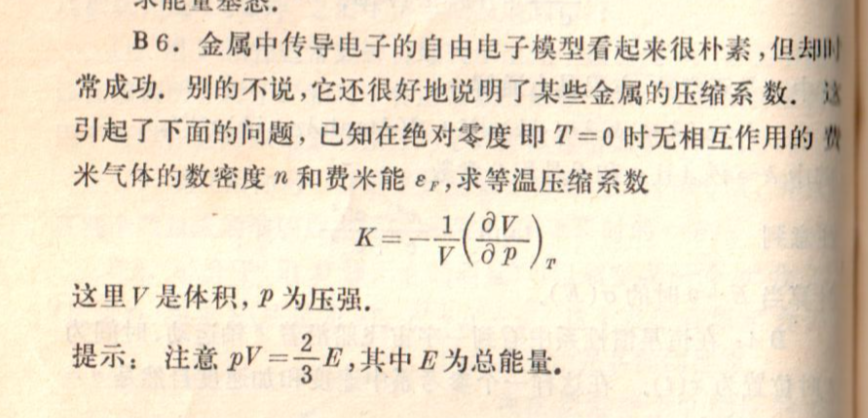 求能量基态.
B 6. 金属中传导电子的自由电子模型看起来很朴素,但却时
常成功. 别的不说,它还很好地说明了某些金属的压缩系数. 这
引起了下面的问题, 已知在绝对零度即 T=0 时无相互作用的费
米气体的数密度 n 和费米能 ε_F,求等温压缩系数
K=-\frac{1}{V}\left(\frac{∂V}{∂p}\right)_T
这里 V 是体积, p 为压强.
提示: 注意 pV=\frac{2}{3}E,其中 E 为总能量.